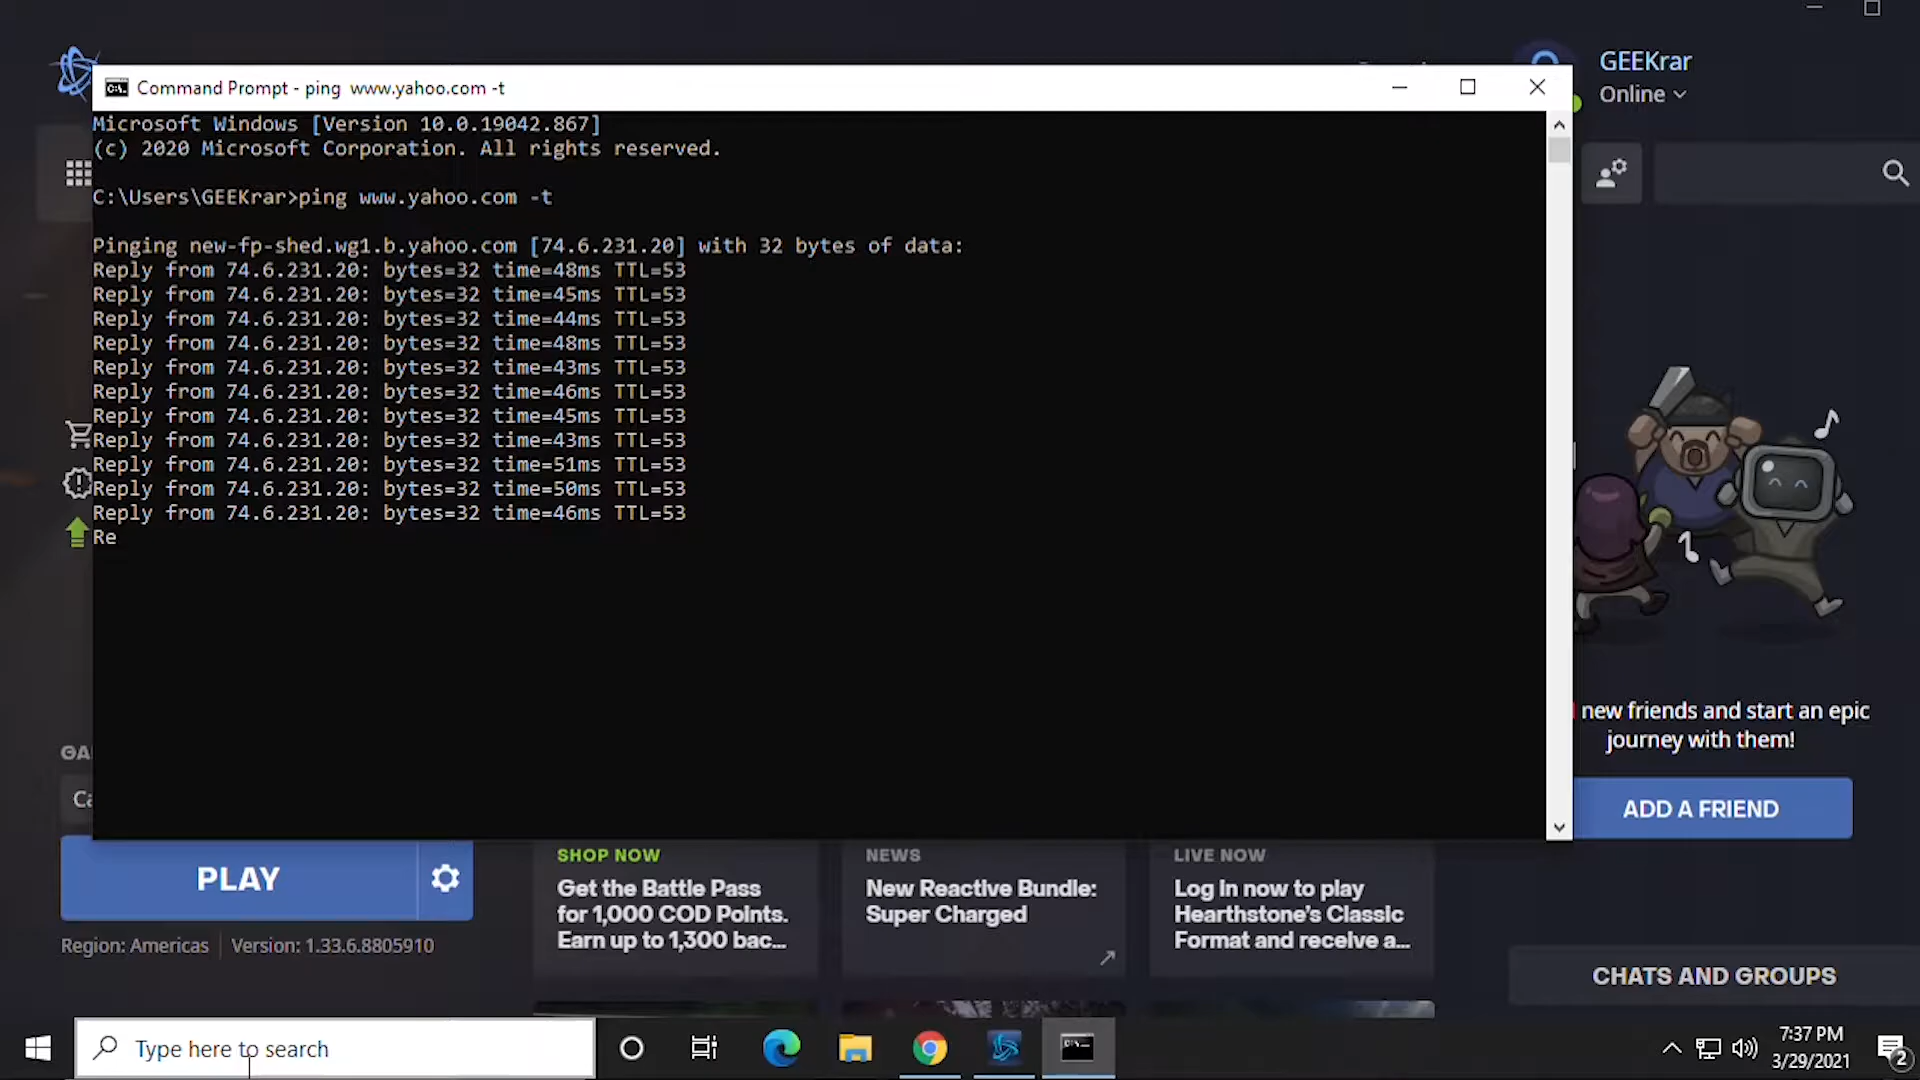 GEEKrar
Online
Command Prompt - ping www.yahoo.com -t
Microsoft Windows [Version 10.0.19042.867]
(c) 2020 Microsoft Corporation. All rights reserved.
C:\Users\GEEKrar>ping www.yahoo.com -t
Pinging new-fp-shed.wg1.b.yahoo.com [74.6.231.20] with 32 bytes of data:
Reply from 74.6.231.20: bytes=32 time=48ms TTL=53
Reply from 74.6.231.20: bytes=32 time=45ms TTL=53
Reply from 74.6.231.20: bytes=32 time=44ms TTL=53
Reply from 74.6.231.20: bytes=32 time=48ms TTL=53
Reply from 74.6.231.20: bytes=32 time=43ms TTL=53
Reply from 74.6.231.20: bytes=32 time=46ms TTL=53
Reply from 74.6.231.20: bytes=32 time=45ms TTL=53
Reply from 74.6.231.20: bytes=32 time=43ms TTL=53
Reply from 74.6.231.20: bytes=32 time=51ms TTL=53
Reply from 74.6.231.20: bytes=32 time=50ms TTL=53
Reply from 74.6.231.20: bytes=32 time=46ms TTL=53
Re
new friends and start an epic
journey with them!
ADD A FRIEND
GA
Ca
PLAY
Region: Americas | Version: 1.33.6.8805910
SHOP NOW
Get the Battle Pass
for 1,000 COD Points.
Earn up to 1,300 bac...
NEWS
New Reactive Bundle:
Super Charged
LIVE NOW
Log in now to play
Hearthstone's Classic
Format and receive a...
CHATS AND GROUPS
Type here to search
7:37 PM
3/29/2021
2